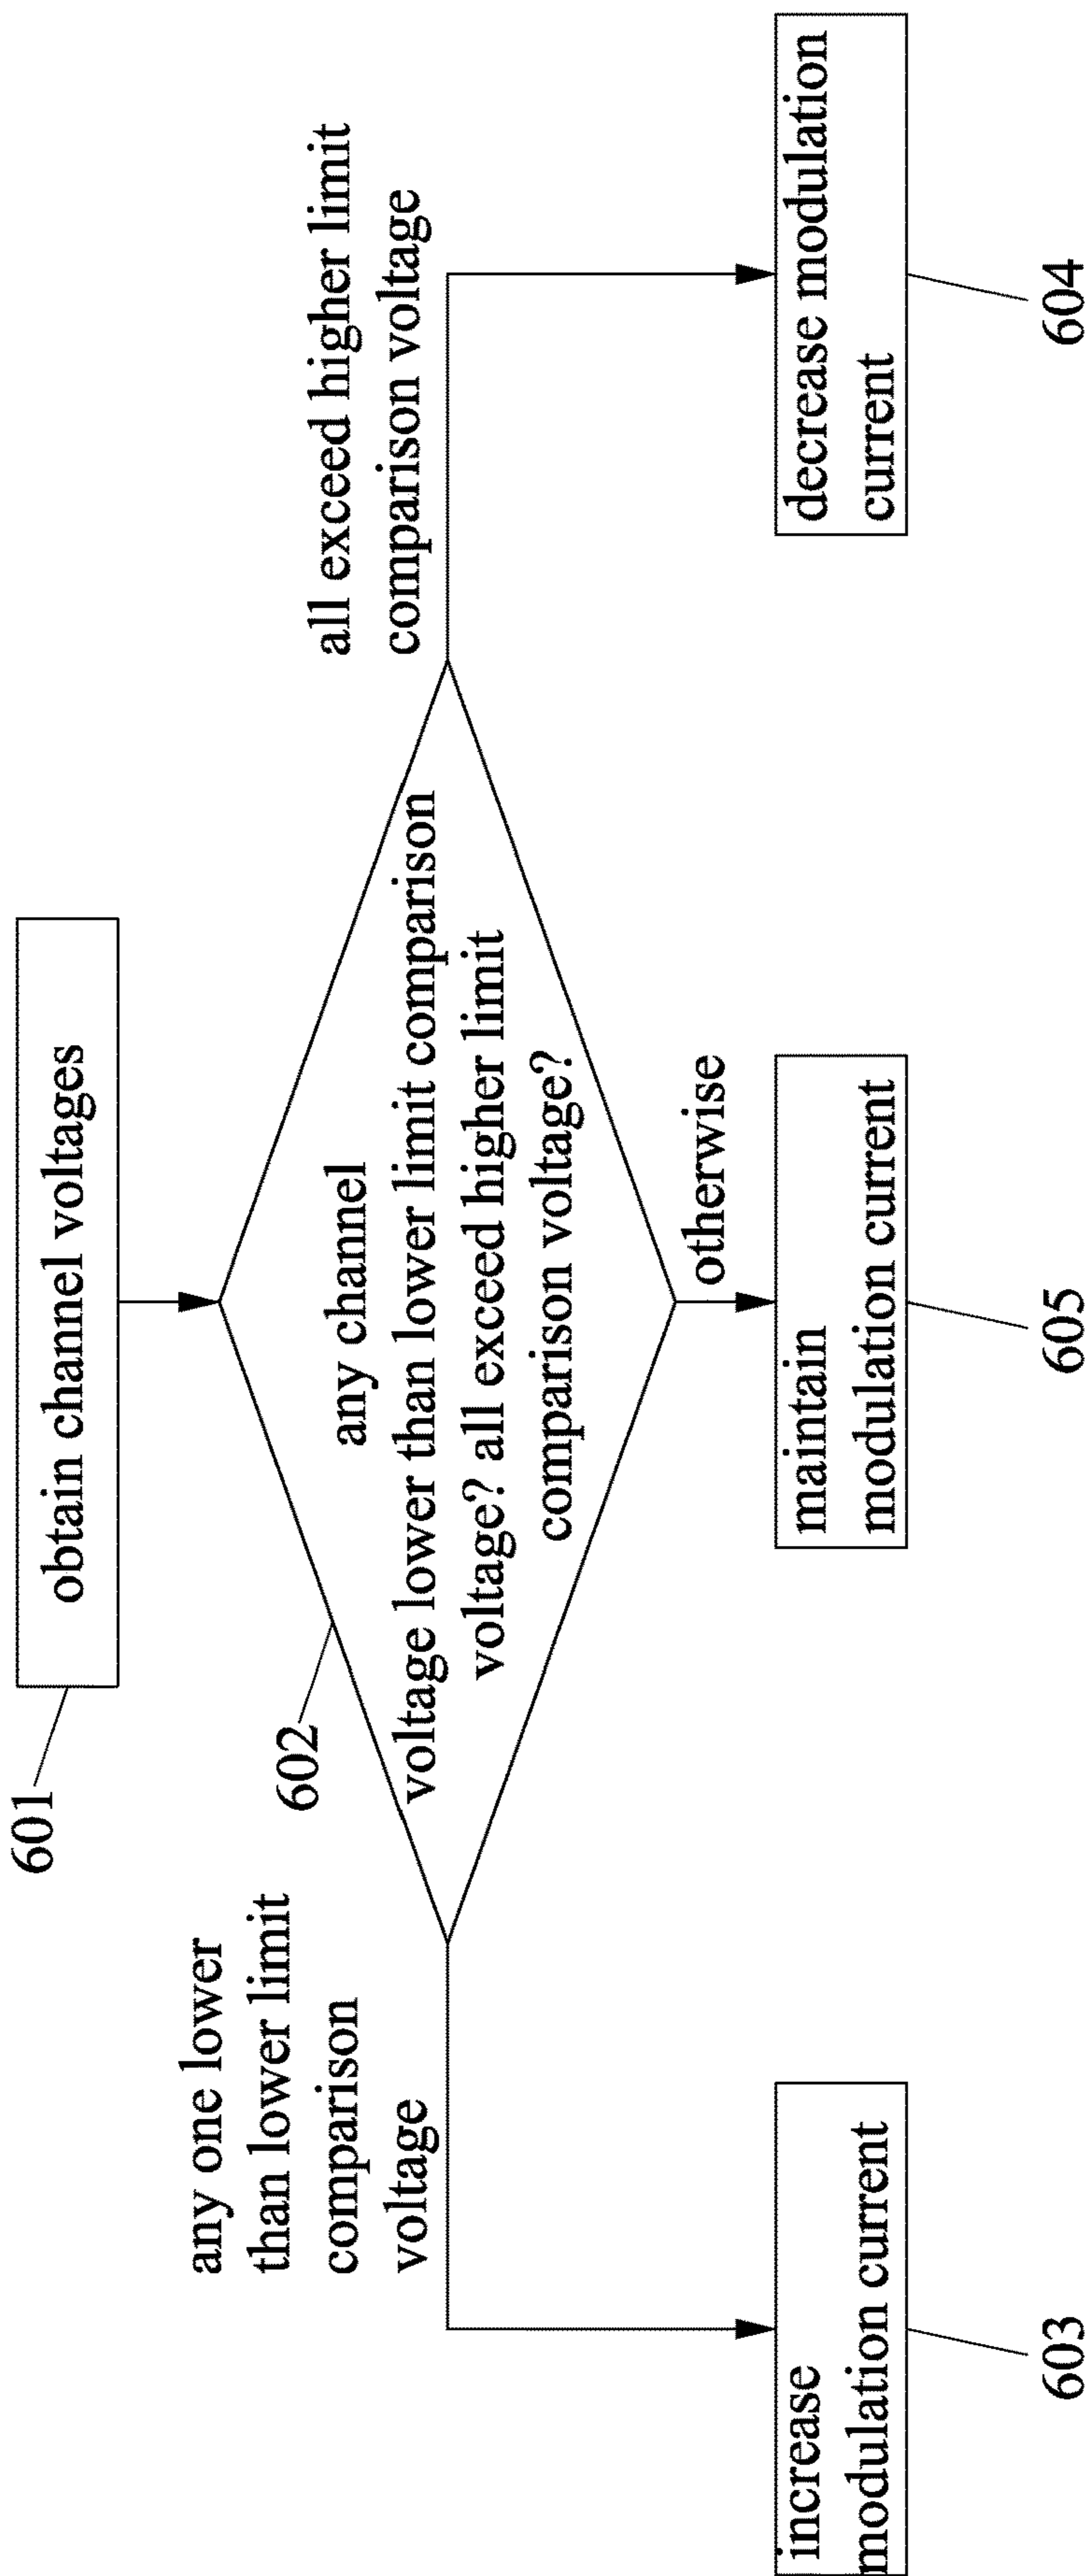 601
obtain channel voltages
602
any channel
voltage lower than lower limit comparison
voltage? all exceed higher limit
comparison voltage?
any one lower
than lower limit
comparison
voltage
all exceed higher limit
comparison voltage
otherwise
increase
modulation current
603
maintain
modulation current
605
decrease modulation
current
604